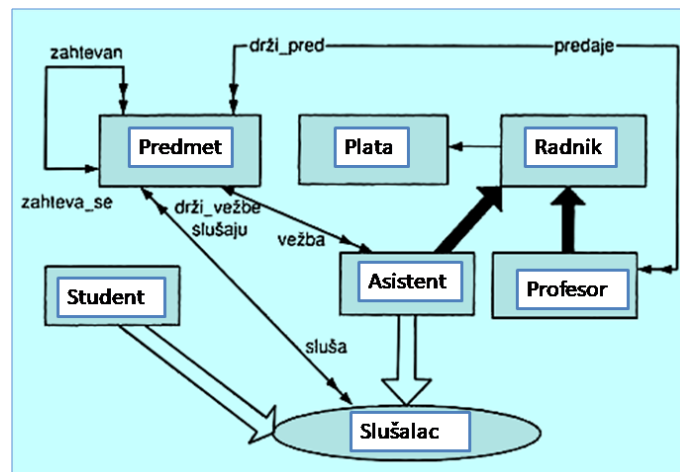 zahtevan
drži_pred
predaje
Predmet
Plata
Radnik
zahteva_se
drži_vežbe
slušaju
vežba
Asistent
Profesor
Student
sluša
Slušalac